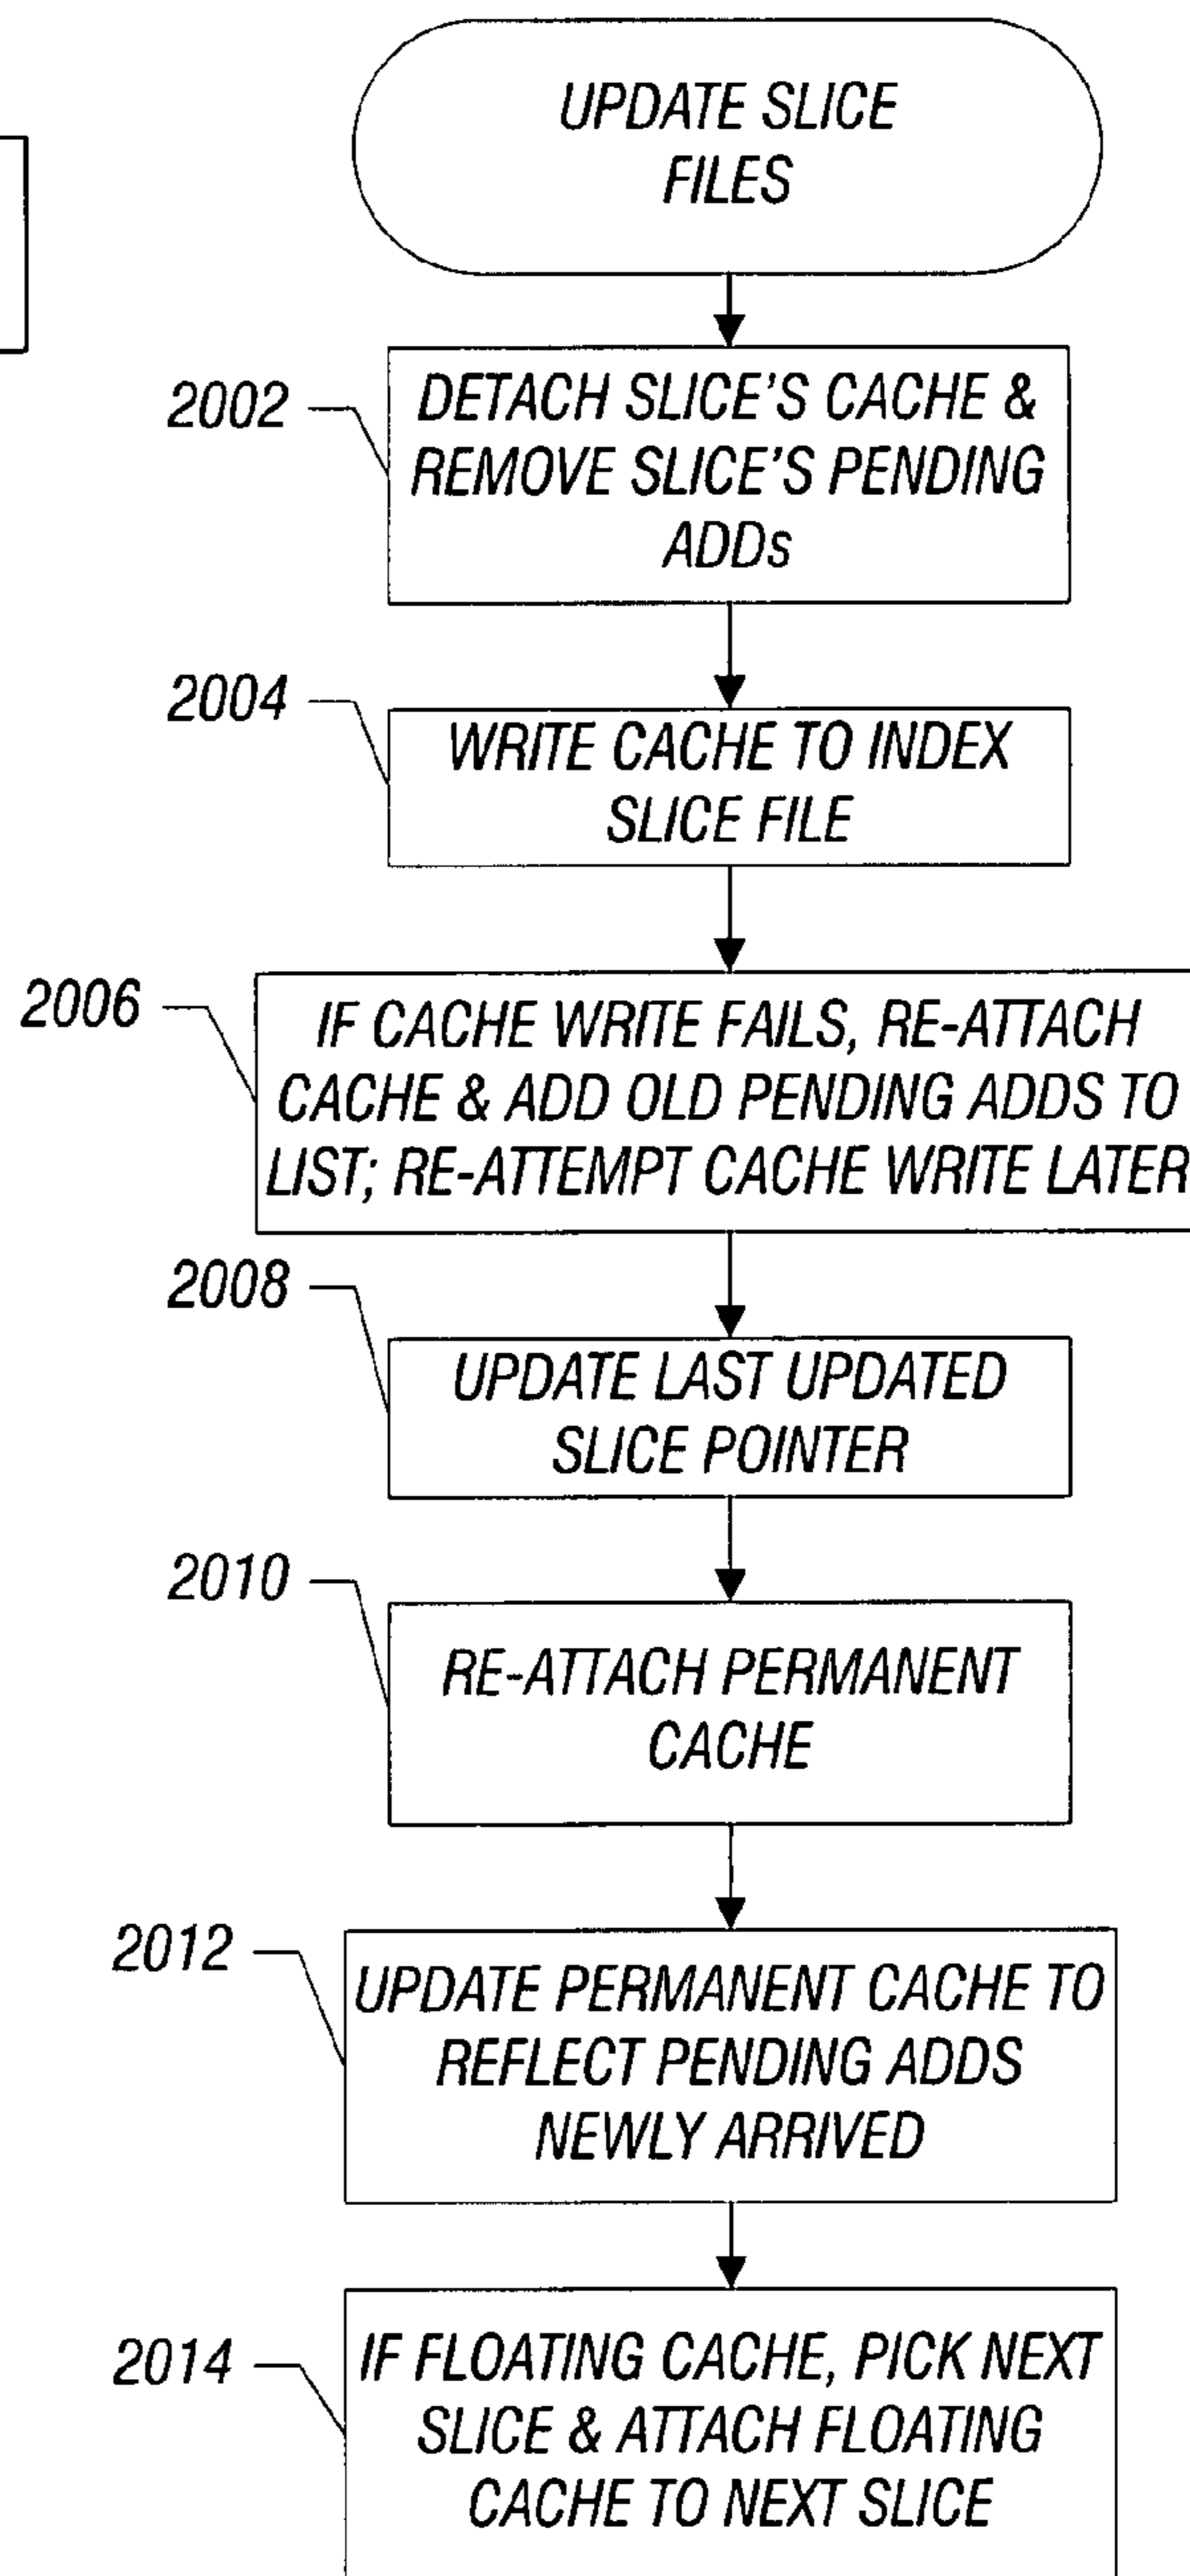 UPDATE SLICE
FILES
2002
DETACH SLICE'S CACHE &
REMOVE SLICE'S PENDING
ADDs
2004
WRITE CACHE TO INDEX
SLICE FILE
2006
IF CACHE WRITE FAILS, RE-ATTACH
CACHE & ADD OLD PENDING ADDS TO
LIST; RE-ATTEMPT CACHE WRITE LATER
2008
UPDATE LAST UPDATED
SLICE POINTER
2010
RE-ATTACH PERMANENT
CACHE
2012
UPDATE PERMANENT CACHE TO
REFLECT PENDING ADDS
NEWLY ARRIVED
2014
IF FLOATING CACHE, PICK NEXT
SLICE & ATTACH FLOATING
CACHE TO NEXT SLICE